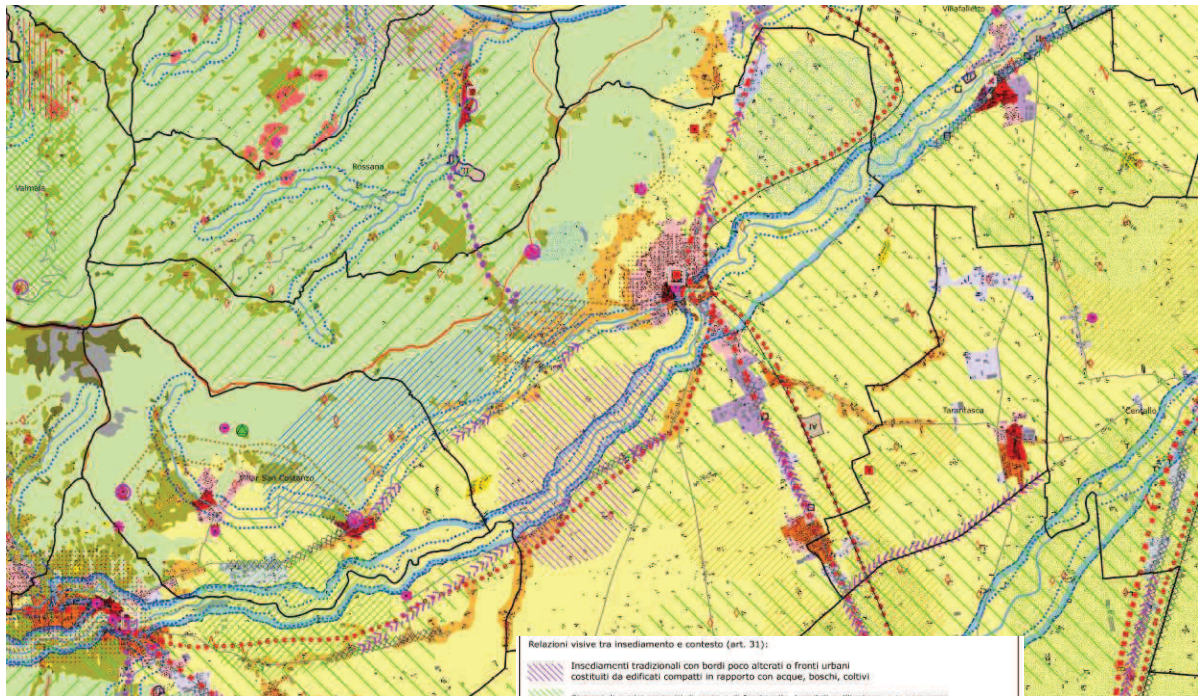 Villafalletto
Rossana
Valmala
IV
Tarantasca
Centallo
Villar San Costanzo
Relazioni visive tra insediamento e contesto (art. 31):
Insediamenti tradizionali con bordi poco alterati o fronti urbani
costituiti da edificati compatti in rapporto con acque, boschi, coltivi